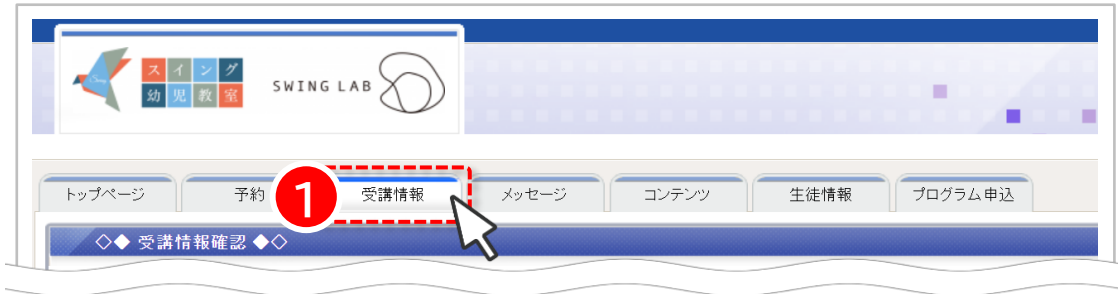 スイング
幼児教室
SWING LAB
トップページ
予約
1
受講情報
メッセージ
コンテンツ
生徒情報
プログラム申込
◇◆ 受講情報確認 ◆◇